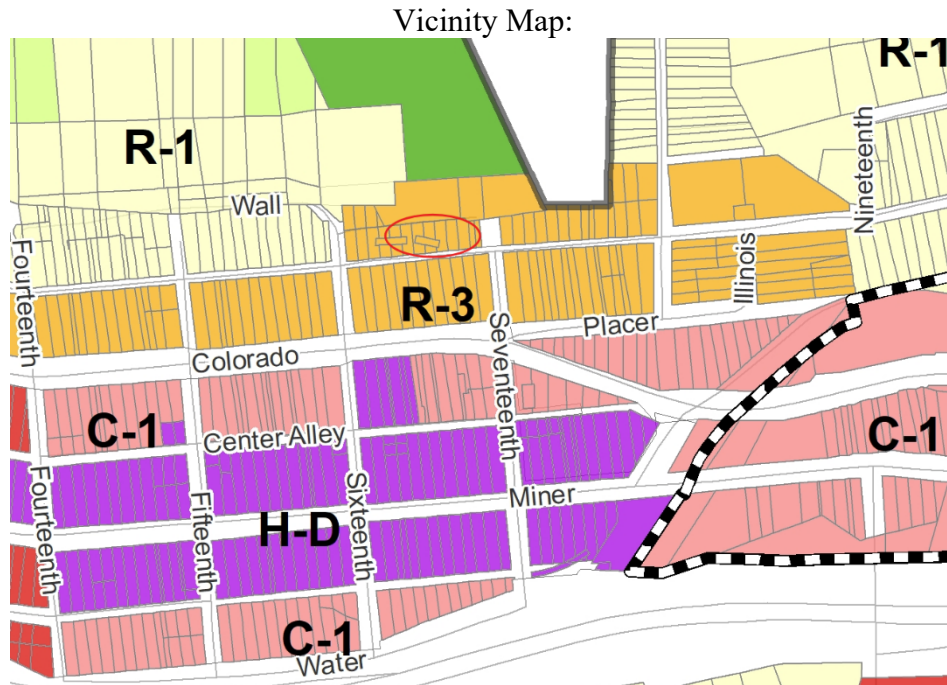 Vicinity Map:
R-1
R-1
Nineteenth
Wall
Fourteenth
Illinois
R-3
Seventeenth
Placer
Colorado
C-1
Center Alley
C-1
Fourteenth
Fifteenth
Sixteenth
Miner
H-D
C-1
Water